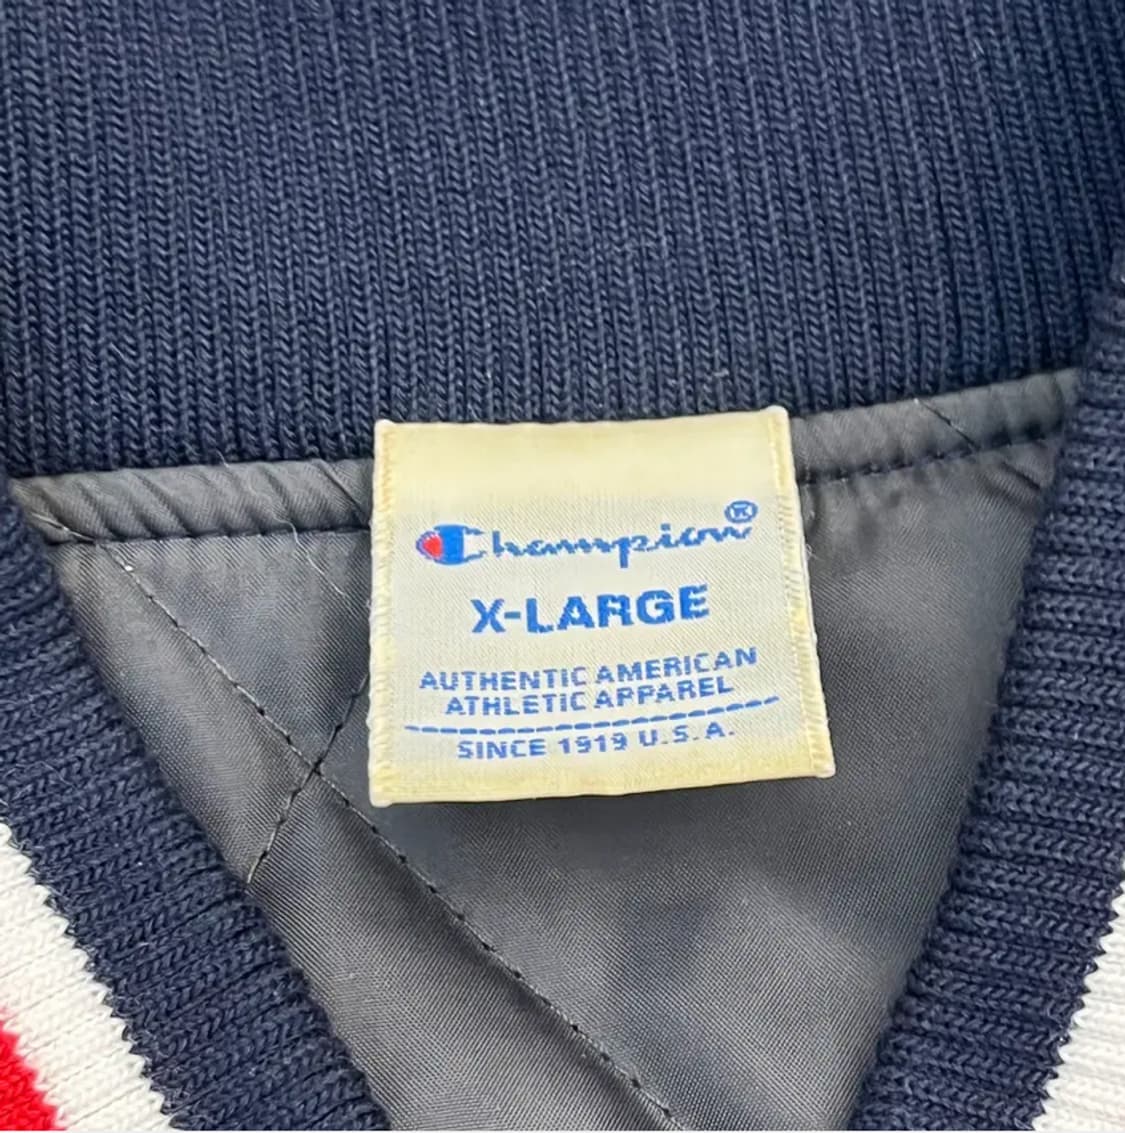 Champion®
X-LARGE
AUTHENTIC AMERICAN
ATHLETIC APPAREL
SINCE 1919 U.S.A.